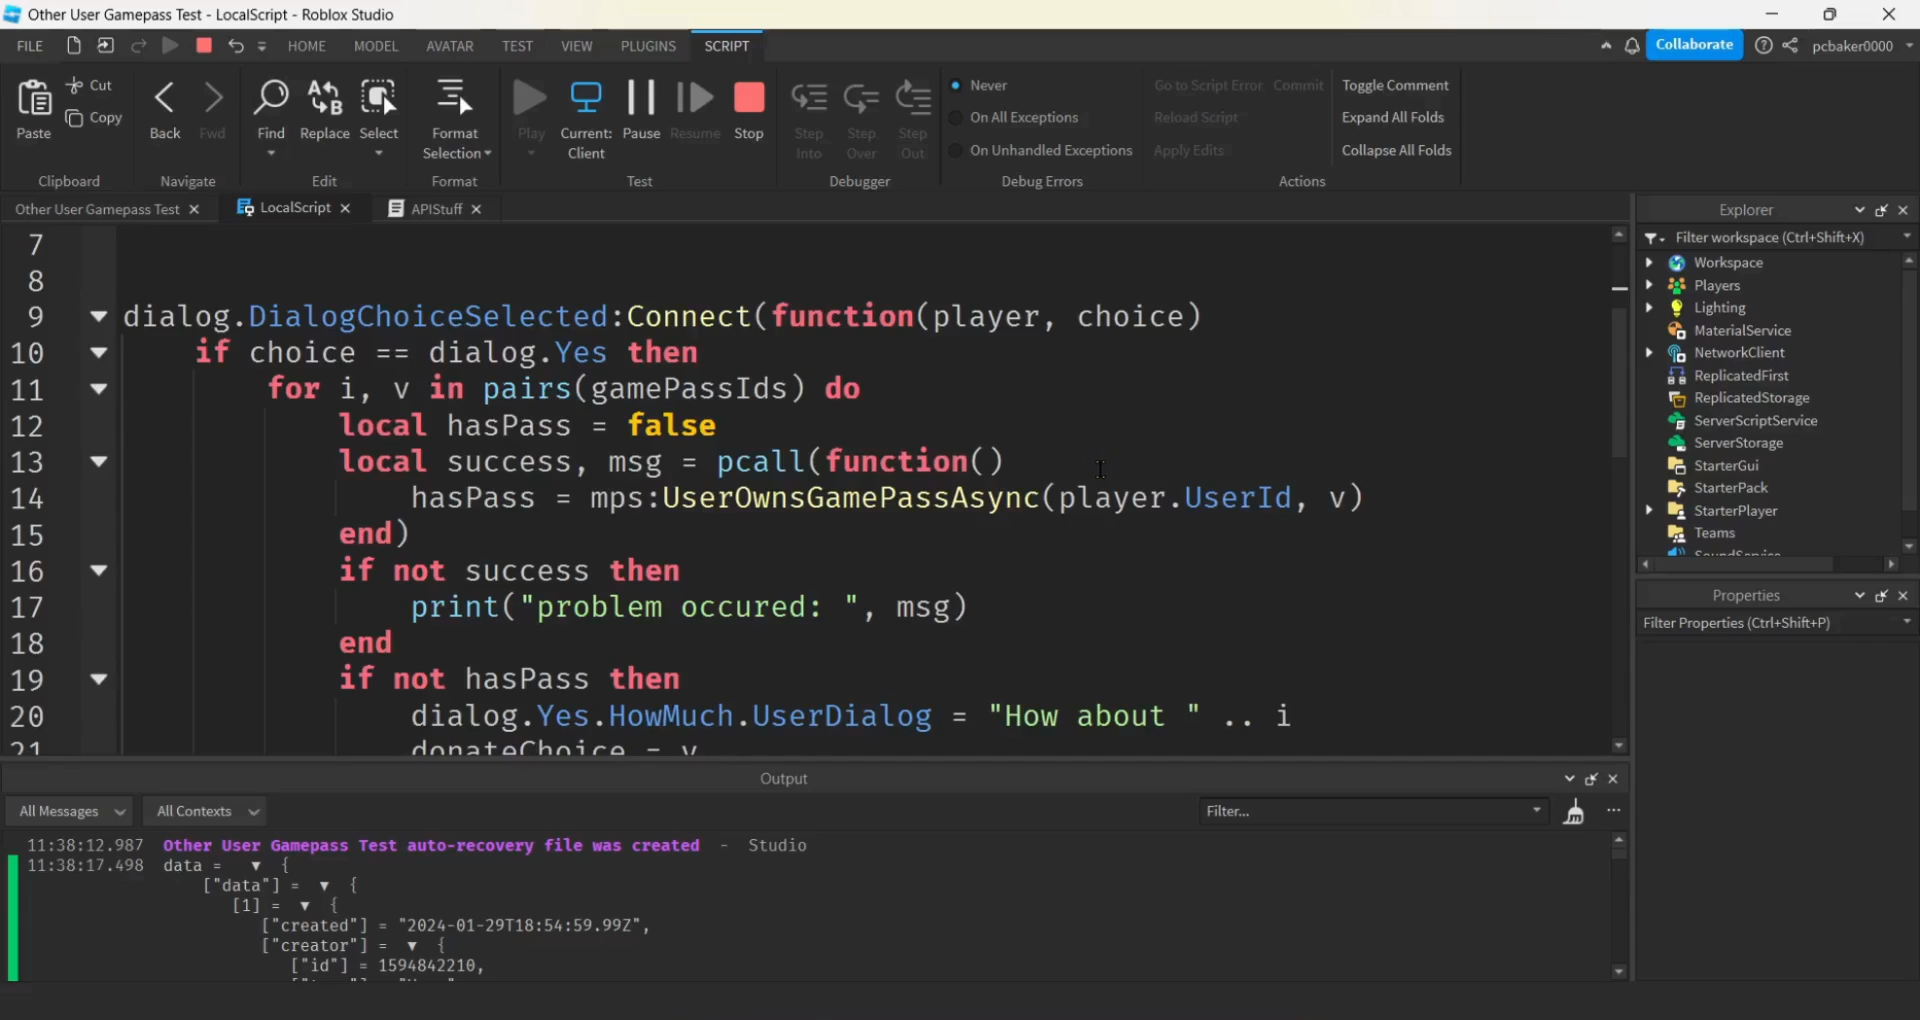 Other User Gamepass Test - LocalScript - Roblox Studio
FILE HOME MODEL AVATAR TEST VIEW PLUGINS SCRIPT Collaborate pcbaker0000
Paste Cut Copy
Clipboard
Back Fwd
Navigate
Find Replace Select
Edit
Format Selection
Format
Play Current: Client Pause Resume Stop
Test
Step Into Step Over Step Out
Debugger
Never
On All Exceptions
On Unhandled Exceptions
Debug Errors
Go to Script Error Commit
Reload Script
Apply Edits
Toggle Comment
Expand All Folds
Collapse All Folds
Actions
Other User Gamepass Test LocalScript APIStuff
7
8
9 dialog.DialogChoiceSelected:Connect(function(player, choice)
10 if choice == dialog.Yes then
11 for i, v in pairs(gamePassIds) do
12 local hasPass = false
13 local success, msg = pcall(function()
14 hasPass = mps:UserOwnsGamePassAsync(player.UserId, v)
15 end)
16 if not success then
17 print("problem occured: ", msg)
18 end
19 if not hasPass then
20 dialog.Yes.HowMuch.UserDialog = "How about " .. i
21 donateChoice = v
Explorer
Filter workspace (Ctrl+Shift+X)
Workspace
Players
Lighting
MaterialService
NetworkClient
ReplicatedFirst
ReplicatedStorage
ServerScriptService
ServerStorage
StarterGui
StarterPack
StarterPlayer
Teams
SoundService
Properties
Filter Properties (Ctrl+Shift+P)
Output
All Messages All Contexts Filter...
11:38:12.987 Other User Gamepass Test auto-recovery file was created - Studio
11:38:17.498 data = ▼ {
["data"] = ▼ {
[1] = ▼ {
["created"] = "2024-01-29T18:54:59.99Z",
["creator"] = ▼ {
["id"] = 1594842210,